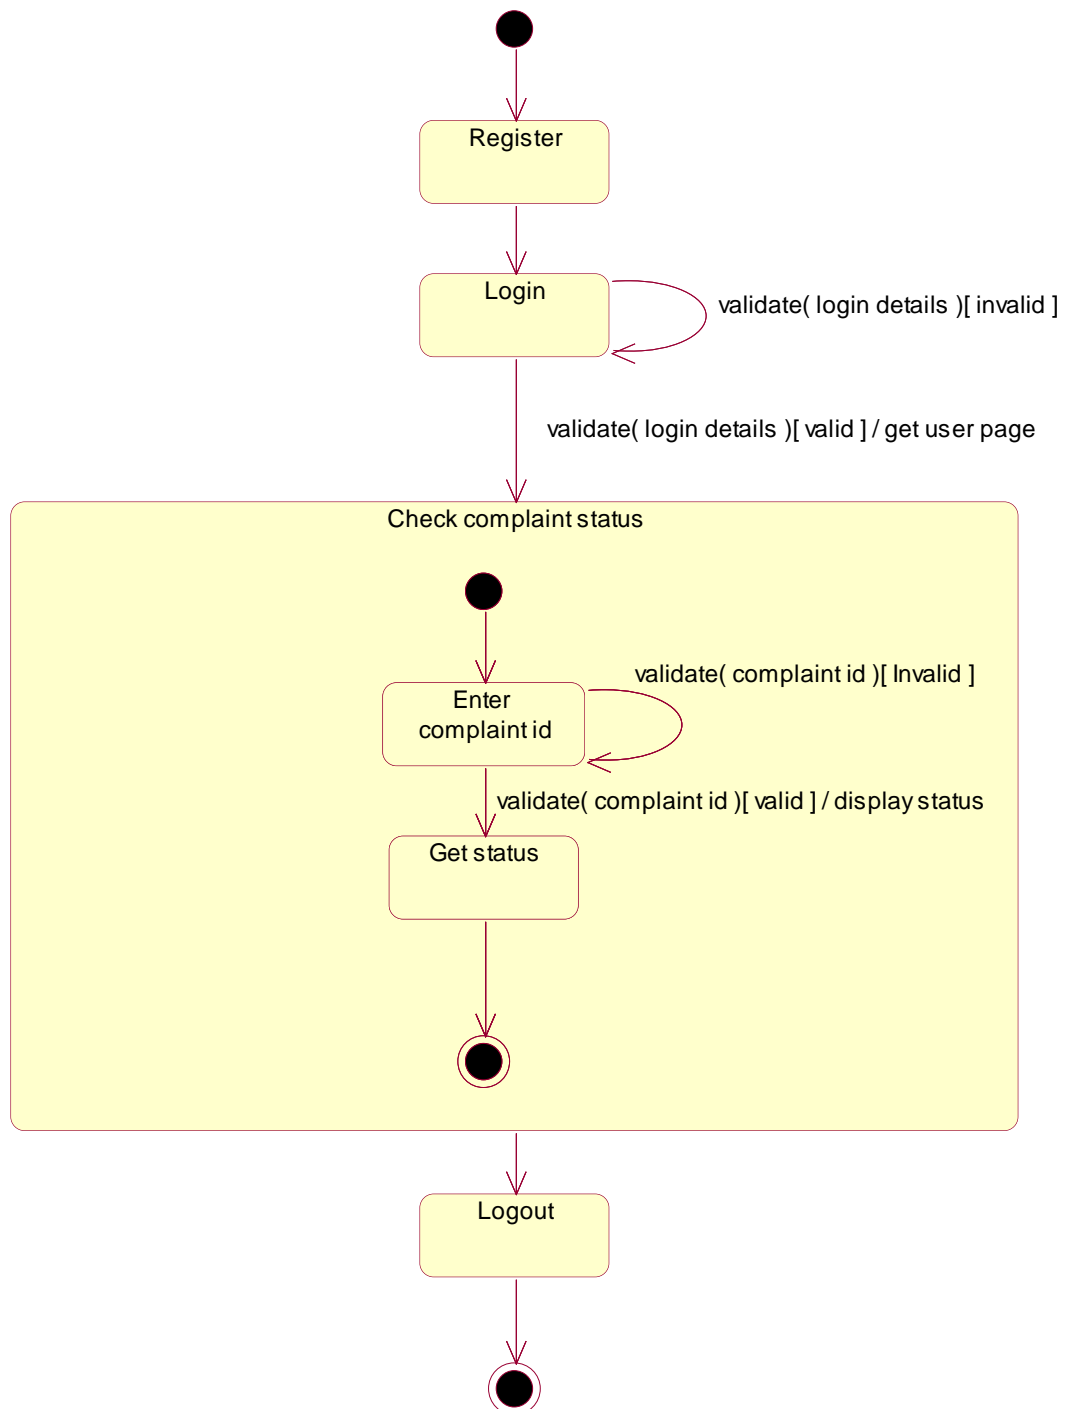 Register
Login
validate( login details )[ invalid ]
validate( login details )[ valid ] / get user page
Check complaint status
validate( complaint id )[ Invalid ]
Enter
complaint id
validate( complaint id )[ valid ] / display status
Get status
Logout